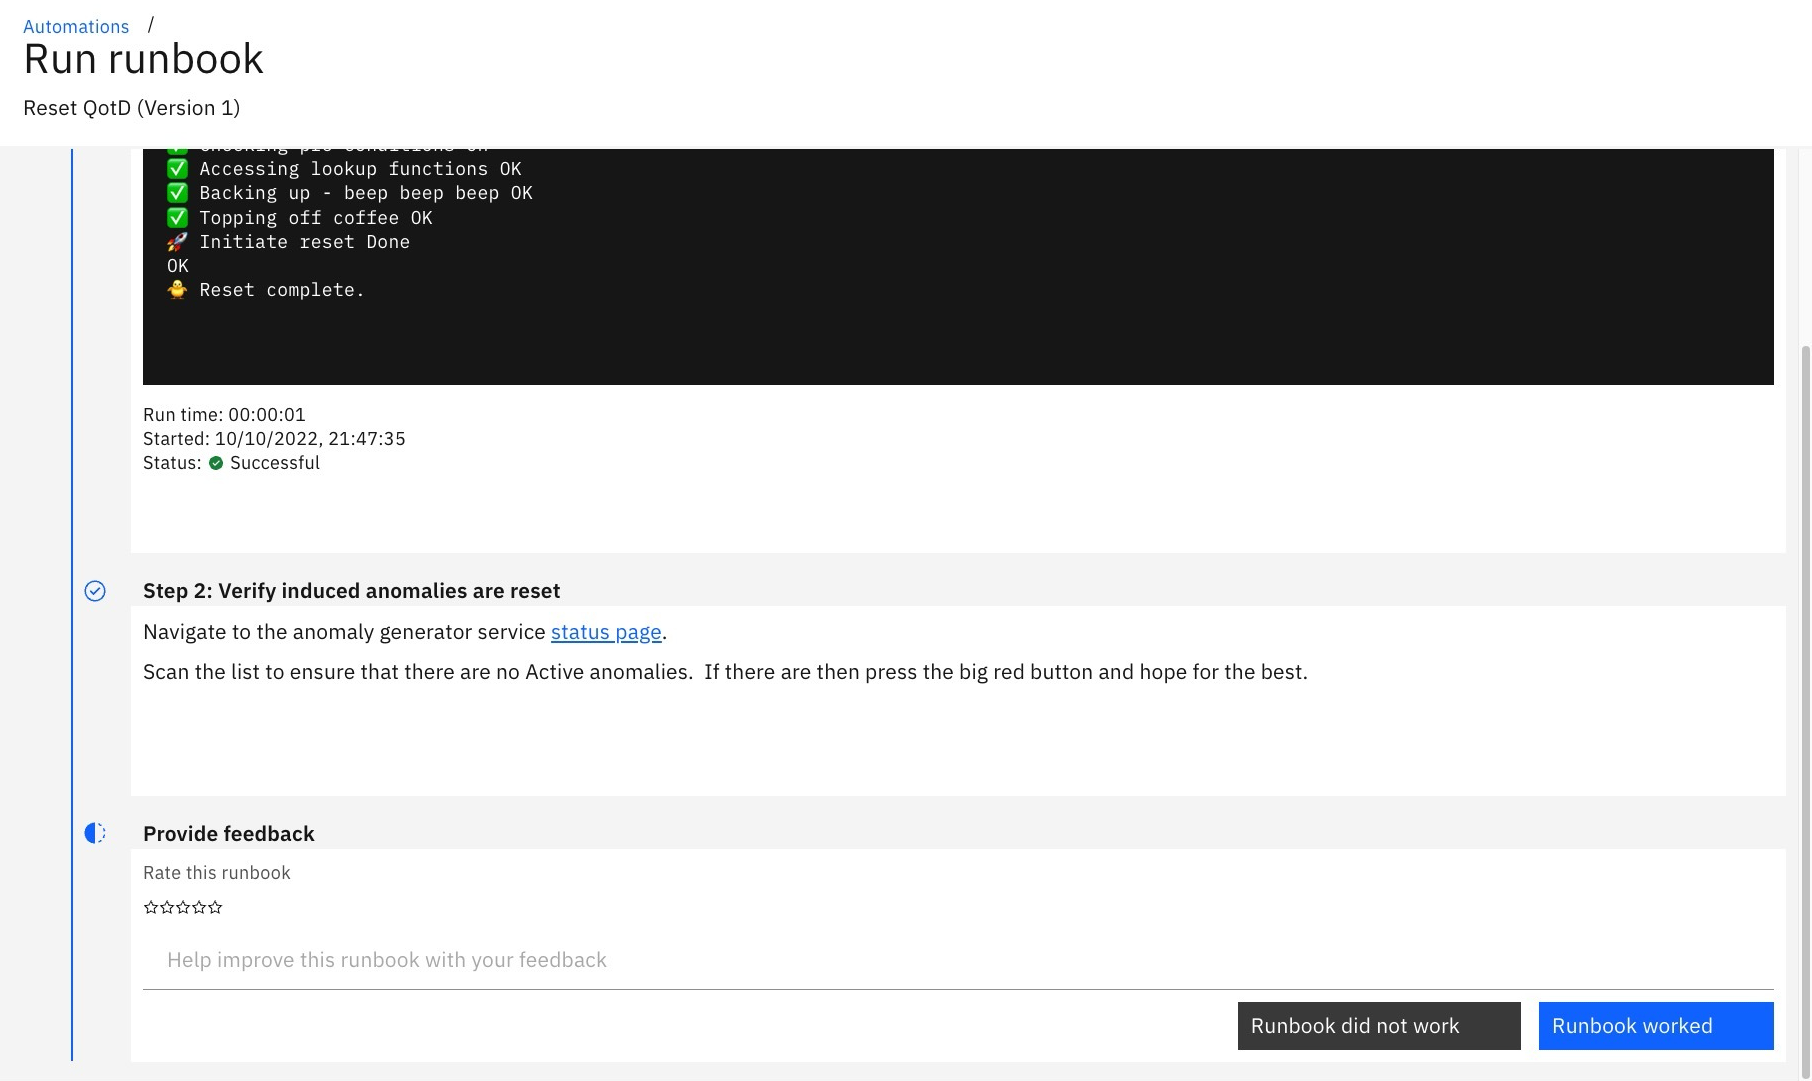 Automations /
Run runbook
Reset QotD (Version 1)
✅ Accessing lookup functions OK
✅ Backing up - beep beep beep OK
✅ Topping off coffee OK
🚀 Initiate reset Done
OK
🐥 Reset complete.
Run time: 00:00:01
Started: 10/10/2022, 21:47:35
Status: Successful
Step 2: Verify induced anomalies are reset
Navigate to the anomaly generator service status page.
Scan the list to ensure that there are no Active anomalies.  If there are then press the big red button and hope for the best.
Provide feedback
Rate this runbook
Help improve this runbook with your feedback
Runbook did not work
Runbook worked